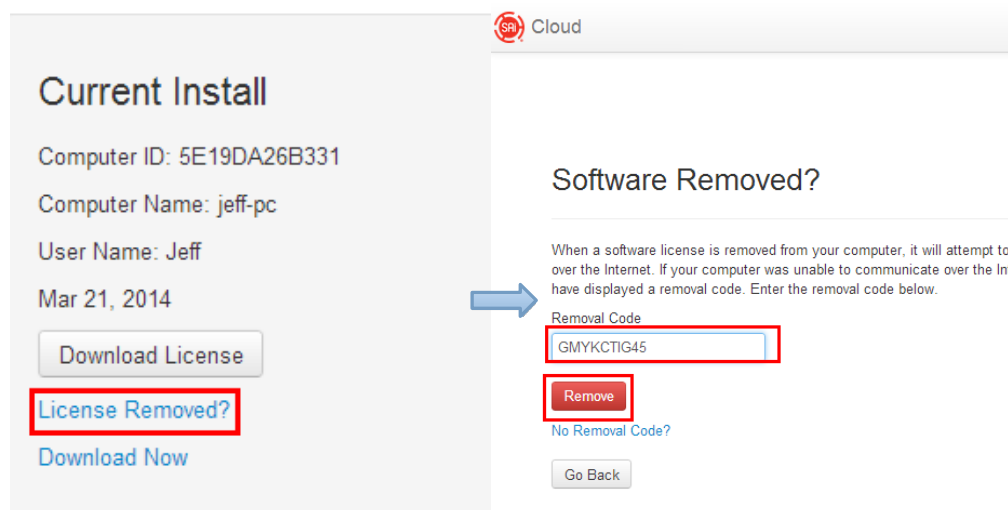 Current Install
Computer ID: 5E19DA26B331
Computer Name: jeff-pc
User Name: Jeff
Mar 21, 2014
Download License
License Removed?
Download Now
SAi Cloud
Software Removed?
When a software license is removed from your computer, it will attempt to
over the Internet. If your computer was unable to communicate over the In
have displayed a removal code. Enter the removal code below.
Removal Code
GMYKCTIG45
Remove
No Removal Code?
Go Back